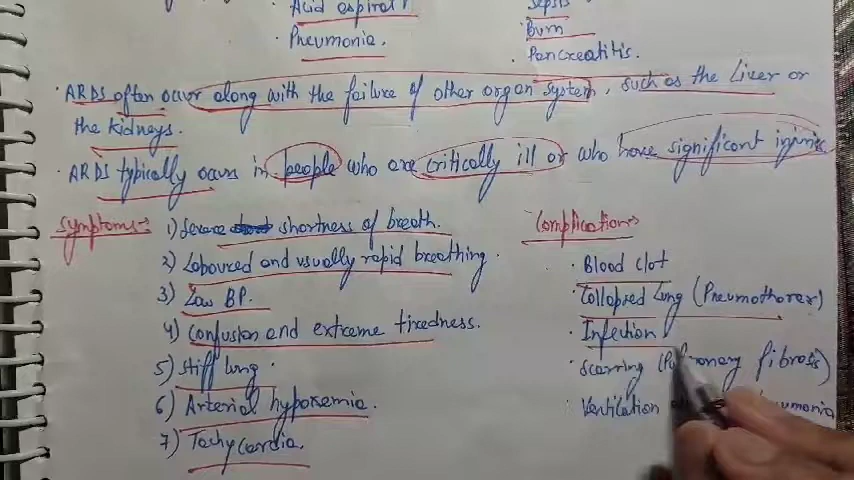 Acid aspirat
Sepsis
Pneumonia.
Burn
Pancreatitis.
ARDS often occur along with the failure of other organ system, such as the Liver or
the kidneys.
ARDS typically occurs in people who are critically ill or who have significant injuries
Symptoms:-
1) Severe shortness of breath.
2) Laboured and usually rapid breathing.
3) Low BP.
4) Confusion and extreme tiredness.
5) Stiff lung.
6) Arterial hypoxemia.
7) Tachycardia.
Complication
Blood clot
Collapsed Lung (Pneumothorax)
Infection
Scarring (Pulmonary fibrosis)
Ventilation